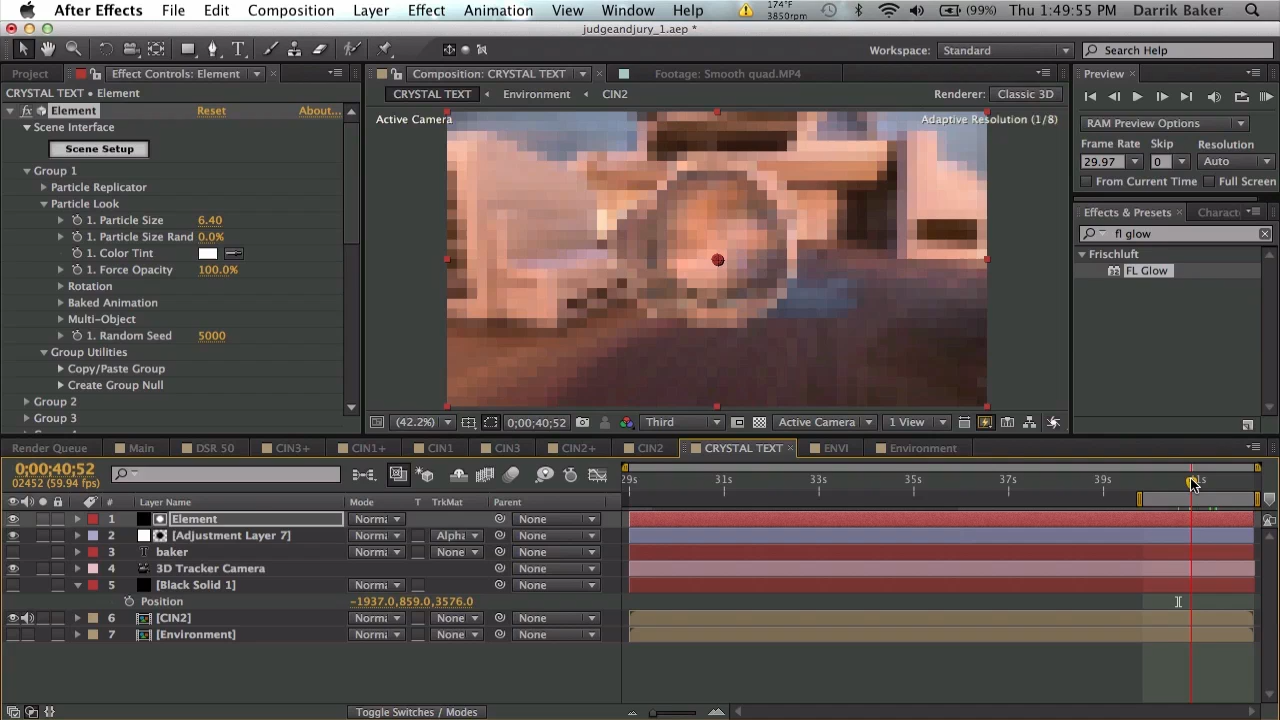 After Effects File Edit Composition Layer Effect Animation View Window Help 174°F 3850rpm (99%) Thu 1:49:55 PM Darrik Baker
judgeandjury_1.aep *
Workspace: Standard Search Help
Project Effect Controls: Element Composition: CRYSTAL TEXT Footage: Smooth quad.MP4 Preview
CRYSTAL TEXT • Element CRYSTAL TEXT Environment CIN2 Renderer: Classic 3D
fx Element Reset About...
Active Camera Adaptive Resolution (1/8)
Scene Interface
Scene Setup
RAM Preview Options
Frame Rate Skip Resolution
29.97 0 Auto
From Current Time Full Screen
Group 1
Particle Replicator
Particle Look
1. Particle Size 6.40
1. Particle Size Rand 0.0%
1. Color Tint
1. Force Opacity 100.0%
Rotation
Baked Animation
Multi-Object
1. Random Seed 5000
Group Utilities
Copy/Paste Group
Create Group Null
Group 2
Group 3
Effects & Presets Charact
fl glow
Frischluft
FL Glow
(42.2%) 0;00;40;52 Third Active Camera 1 View
Render Queue Main DSR 50 CIN3+ CIN1+ CIN1 CIN3 CIN2+ CIN2 CRYSTAL TEXT ENVI Environment
0;00;40;52
02452 (59.94 fps)
29s 31s 33s 35s 37s 39s
# Layer Name Mode T TrkMat Parent
1 Element Norma None
2 [Adjustment Layer 7] Norma Alpha None
3 T baker Norma None None
4 3D Tracker Camera None
5 [Black Solid 1] Norma None None
Position -1937.0,859.0,3576.0
6 [CIN2] Norma None None
7 [Environment] Norma None None
Toggle Switches / Modes